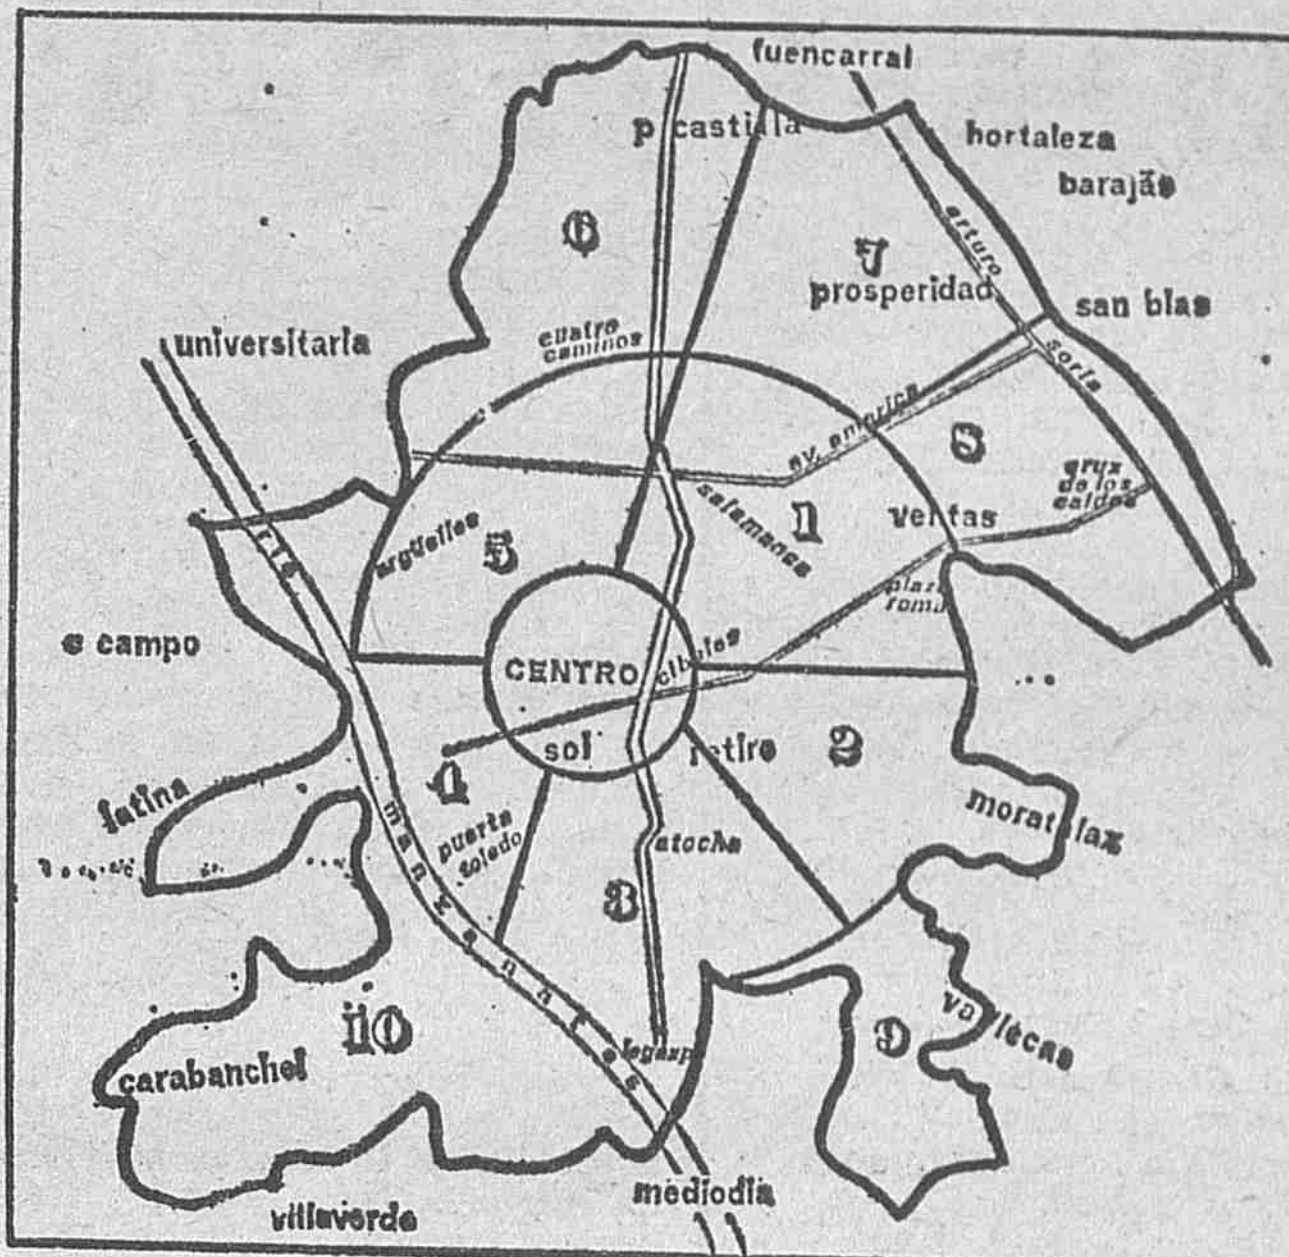 fuencarral
p castilla
hortaleza
barajas
6
arturo
7
prosperidad
san blas
universitaria
cuatro
caminos
soria
av. america
8
cruz
de los
caidos
salamanca
1
ventas
argüelles
5
rio
plaza
roma
c campo
CENTRO
cibeles
sol
retiro
2
4
latina
moratalaz
puerta
toledo
manzanares
atocha
3
vallecas
10
9
legazpi
carabanchel
mediodia
villaverde